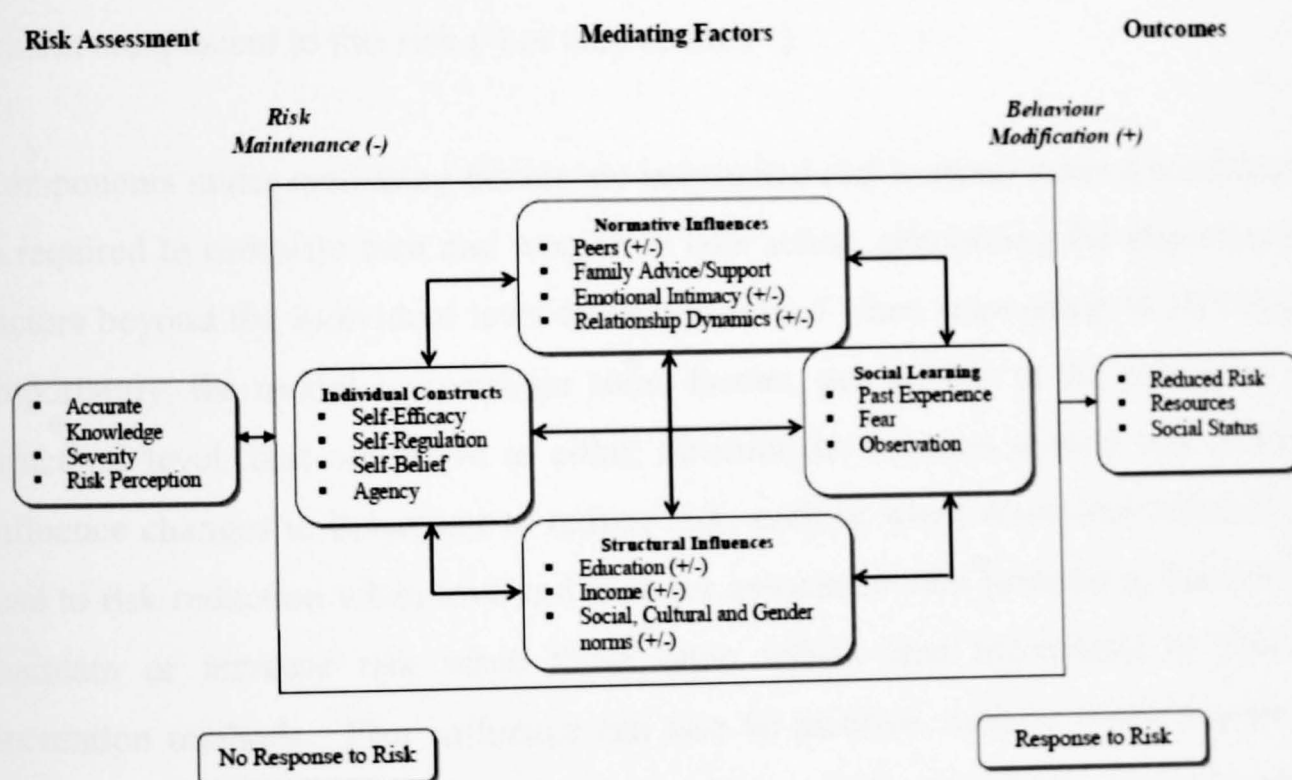 Risk Assessment
Mediating Factors
Outcomes
Risk
Maintenance (-)
Behaviour
Modification (+)
Normative Influences
▪ Peers (+/-)
▪ Family Advice/Support
▪ Emotional Intimacy (+/-)
▪ Relationship Dynamics (+/-)
▪ Accurate
Knowledge
▪ Severity
▪ Risk Perception
Individual Constructs
▪ Self-Efficacy
▪ Self-Regulation
▪ Self-Belief
▪ Agency
Social Learning
▪ Past Experience
▪ Fear
▪ Observation
▪ Reduced Risk
▪ Resources
▪ Social Status
Structural Influences
▪ Education (+/-)
▪ Income (+/-)
▪ Social, Cultural and Gender
norms (+/-)
No Response to Risk
Response to Risk